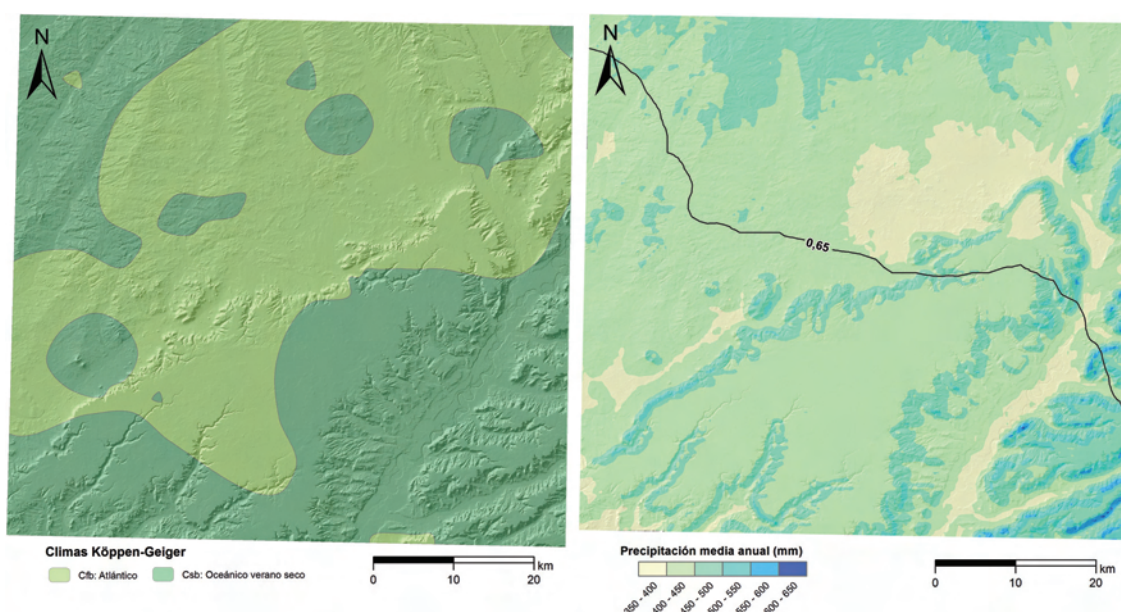 N
N
0,65
Climas Köppen-Geiger
Cfb: Atlántico
Csb: Oceánico verano seco
0
10
20
km
Precipitación media anual (mm)
350 - 400
400 - 450
450 - 500
500 - 550
550 - 600
600 - 650
0
10
20
km